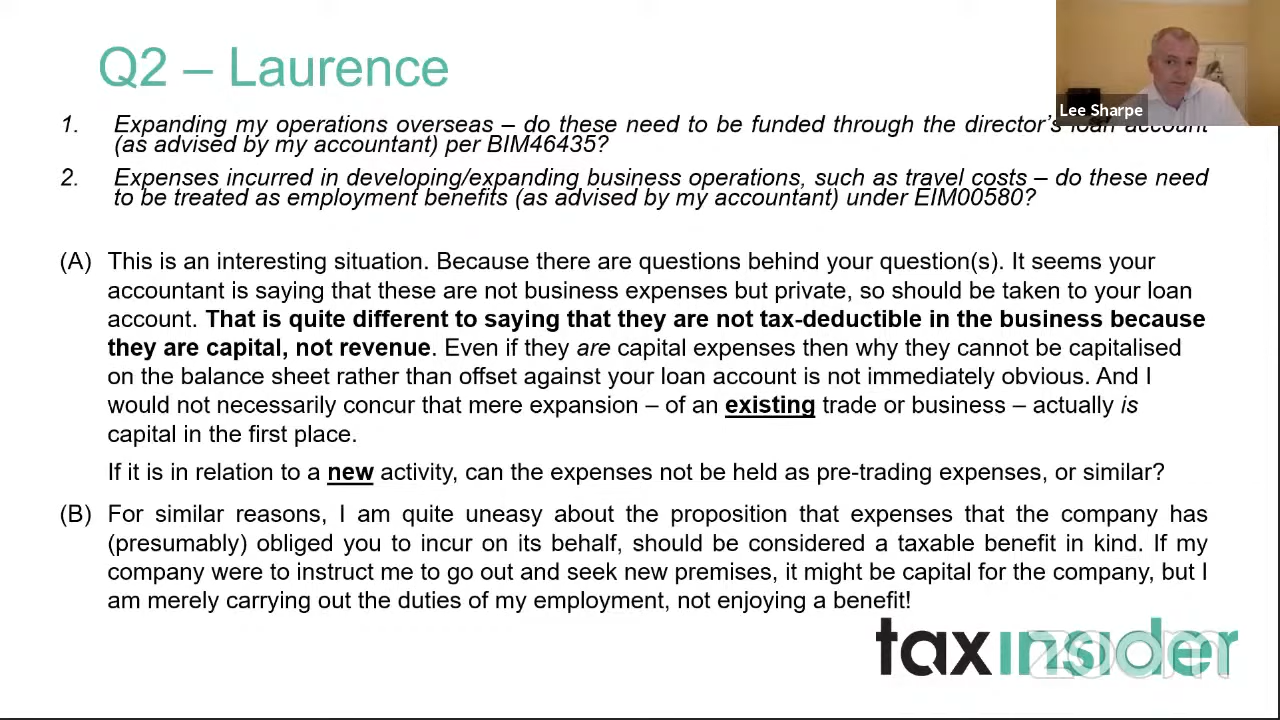 Q2 – Laurence
Lee Sharpe
1. Expanding my operations overseas – do these need to be funded through the director's loan account
(as advised by my accountant) per BIM46435?
2. Expenses incurred in developing/expanding business operations, such as travel costs – do these need
to be treated as employment benefits (as advised by my accountant) under EIM00580?
(A) This is an interesting situation. Because there are questions behind your question(s). It seems your
accountant is saying that these are not business expenses but private, so should be taken to your loan
account. That is quite different to saying that they are not tax-deductible in the business because
they are capital, not revenue. Even if they are capital expenses then why they cannot be capitalised
on the balance sheet rather than offset against your loan account is not immediately obvious. And I
would not necessarily concur that mere expansion – of an existing trade or business – actually is
capital in the first place.
If it is in relation to a new activity, can the expenses not be held as pre-trading expenses, or similar?
(B) For similar reasons, I am quite uneasy about the proposition that expenses that the company has
(presumably) obliged you to incur on its behalf, should be considered a taxable benefit in kind. If my
company were to instruct me to go out and seek new premises, it might be capital for the company, but I
am merely carrying out the duties of my employment, not enjoying a benefit!
taxinsider
zoom